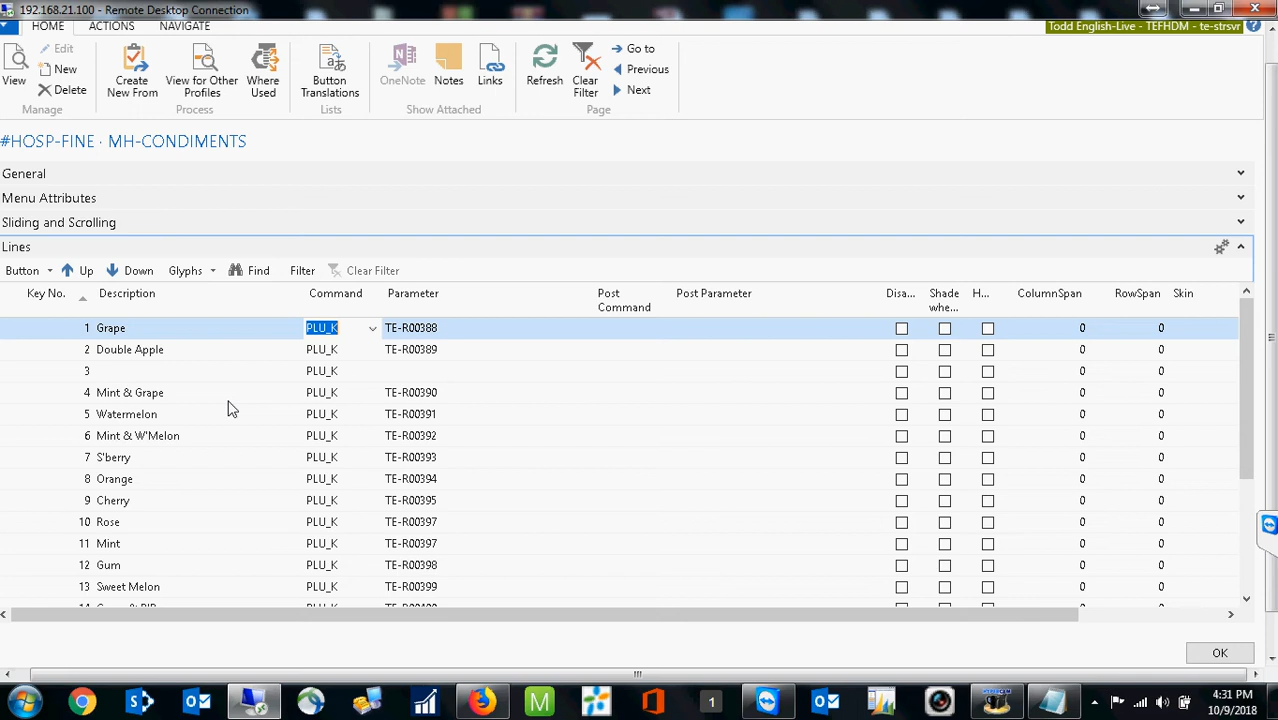 192.168.21.100 - Remote Desktop Connection
HOME ACTIONS NAVIGATE
Todd English-Live - TEFHDM - te-strsvr
View
Edit
New
Delete
Create New From
View for Other Profiles
Where Used
Button Translations
OneNote
Notes
Links
Refresh
Clear Filter
Go to
Previous
Next
Manage Process Lists Show Attached Page
#HOSP-FINE · MH-CONDIMENTS
General
Menu Attributes
Sliding and Scrolling
Lines
Button Up Down Glyphs Find Filter Clear Filter
Key No. Description Command Parameter Post Command Post Parameter Disa... Shade whe... H... ColumnSpan RowSpan Skin
1 Grape PLU_K TE-R00388 0 0
2 Double Apple PLU_K TE-R00389 0 0
3 PLU_K 0 0
4 Mint & Grape PLU_K TE-R00390 0 0
5 Watermelon PLU_K TE-R00391 0 0
6 Mint & W'Melon PLU_K TE-R00392 0 0
7 S'berry PLU_K TE-R00393 0 0
8 Orange PLU_K TE-R00394 0 0
9 Cherry PLU_K TE-R00395 0 0
10 Rose PLU_K TE-R00397 0 0
11 Mint PLU_K TE-R00397 0 0
12 Gum PLU_K TE-R00398 0 0
13 Sweet Melon PLU_K TE-R00399 0 0
OK
4:31 PM
10/9/2018